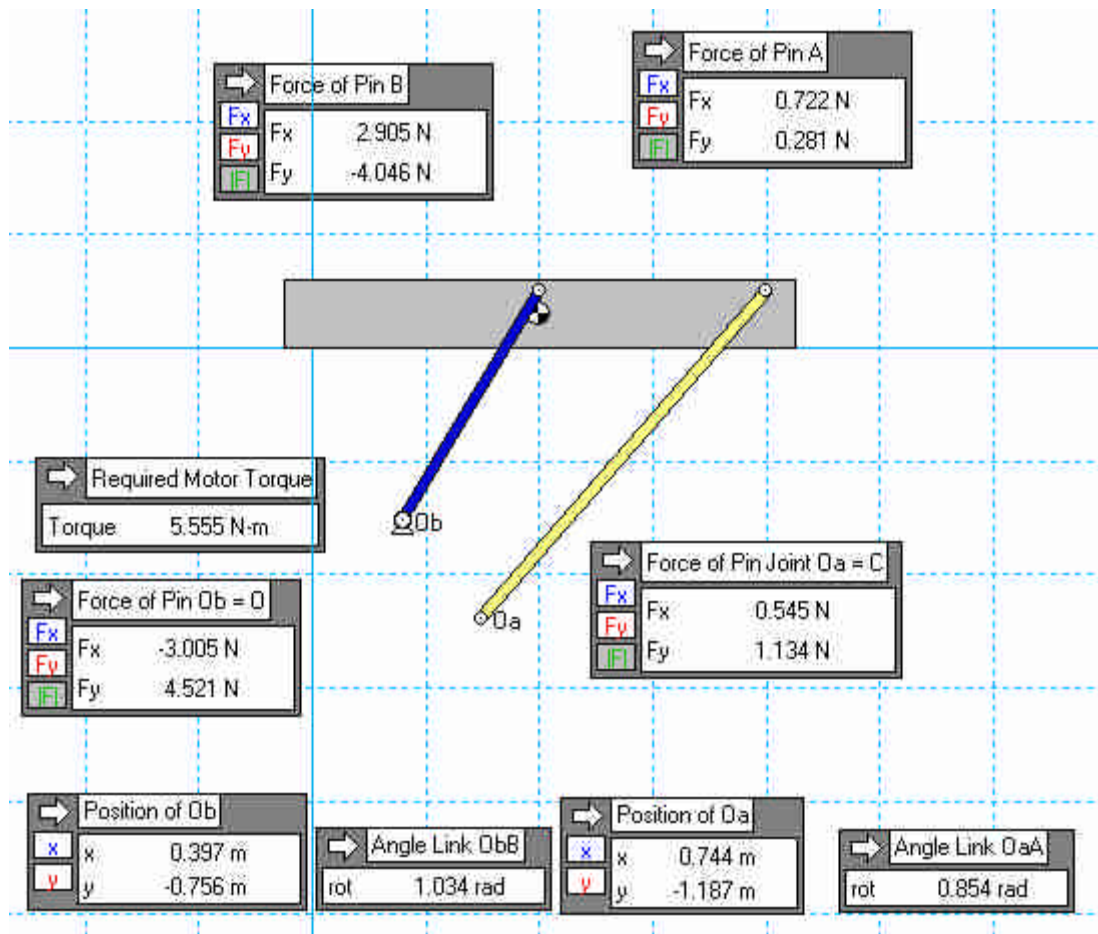 Force of Pin B
Fx
Fy
|F|
Fx 2.905 N
Fy -4.046 N
Force of Pin A
Fx
Fy
|F|
Fx 0.722 N
Fy 0.281 N
Ob
Oa
Required Motor Torque
Torque 5.555 N-m
Force of Pin Ob = O
Fx
Fy
|F|
Fx -3.005 N
Fy 4.521 N
Force of Pin Joint Oa = C
Fx
Fy
|F|
Fx 0.545 N
Fy 1.134 N
Position of Ob
x
y
x 0.397 m
y -0.756 m
Angle Link ObB
rot 1.034 rad
Position of Oa
x
y
x 0.744 m
y -1.187 m
Angle Link OaA
rot 0.854 rad